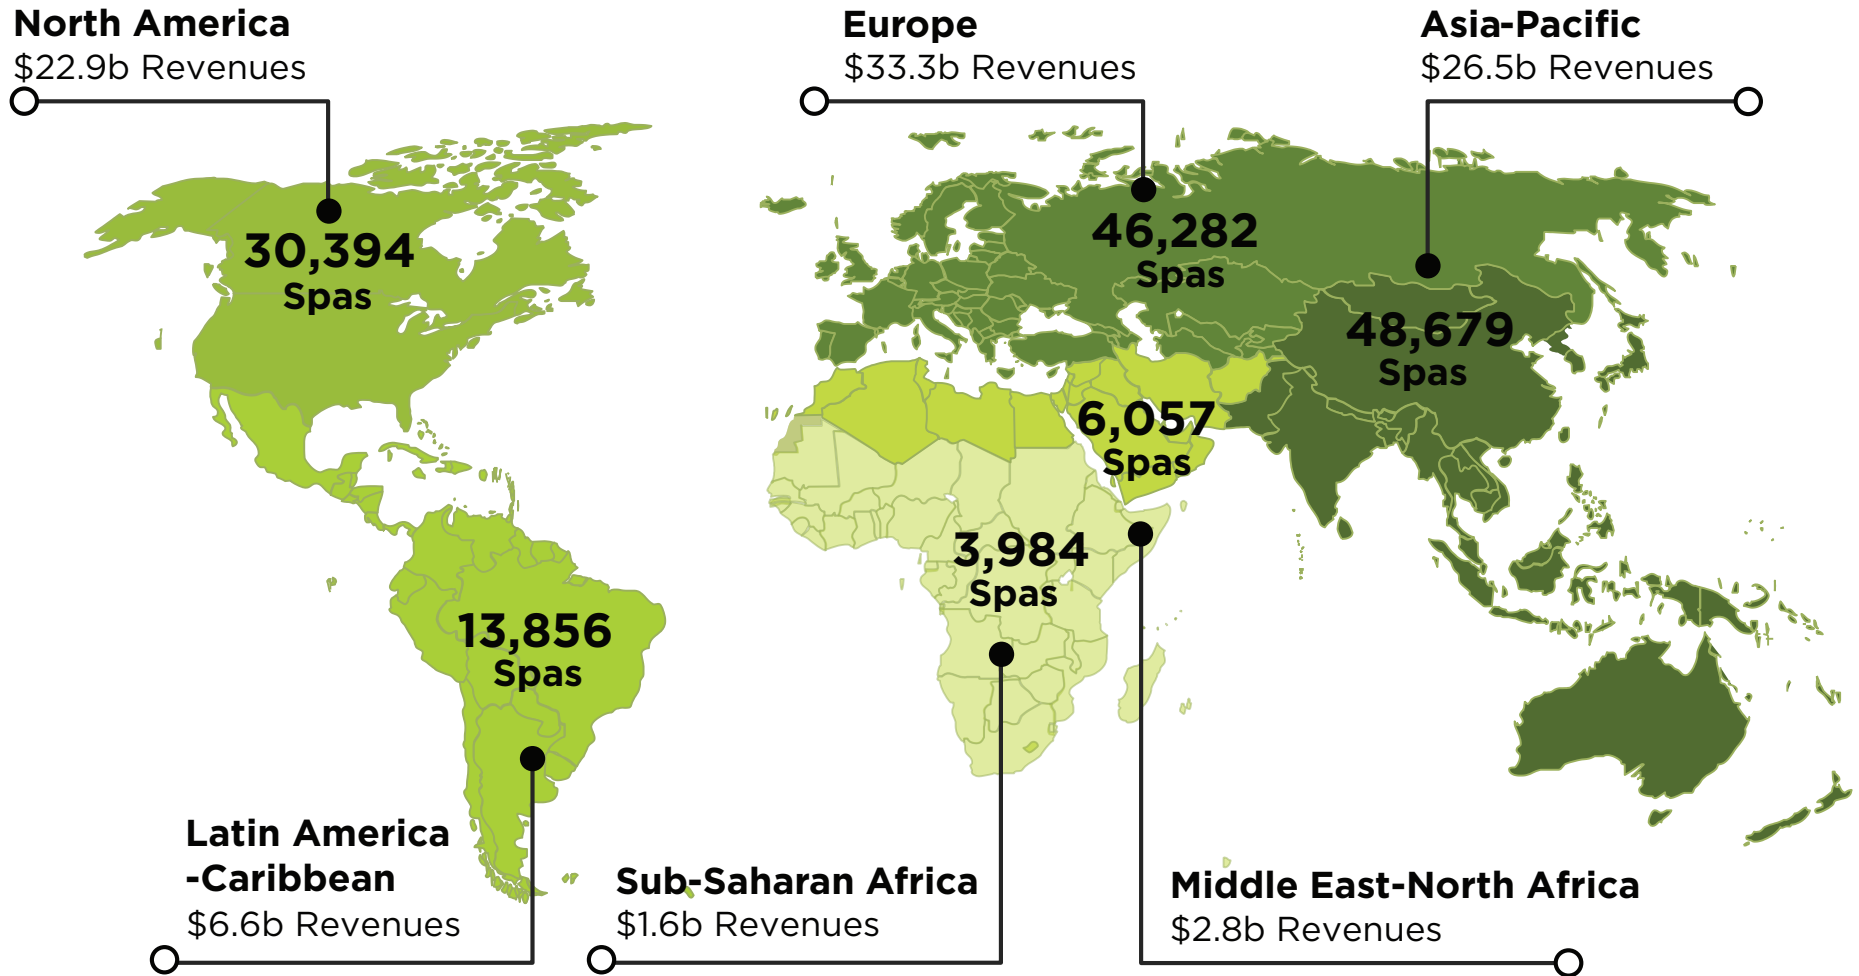 North America
$22.9b Revenues
Europe
$33.3b Revenues
Asia-Pacific
$26.5b Revenues
30,394
Spas
46,282
Spas
48,679
Spas
6,057
Spas
3,984
Spas
13,856
Spas
Latin America
-Caribbean
$6.6b Revenues
Sub-Saharan Africa
$1.6b Revenues
Middle East-North Africa
$2.8b Revenues